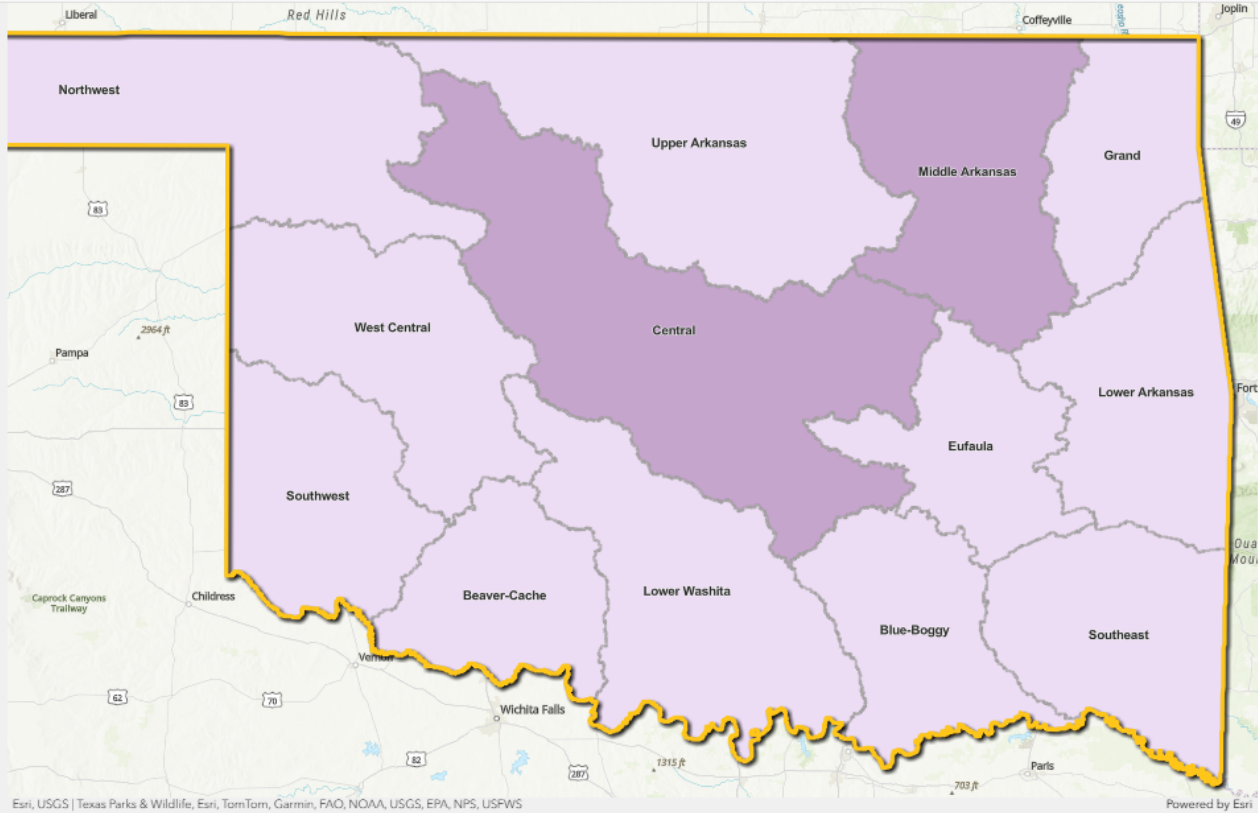 Liberal
Red Hills
Coffeyville
Joplin
49
Northwest
Upper Arkansas
Middle Arkansas
Grand
83
2964 ft
Pampa
West Central
Central
Lower Arkansas
Fort
83
Eufaula
287
Southwest
Oua
Mou
Caprock Canyons
Trailway
Childress
Beaver-Cache
Lower Washita
Blue-Boggy
Southeast
Vernon
62
70
Wichita Falls
82
287
1315 ft
Paris
703 ft
Esri, USGS | Texas Parks & Wildlife, Esri, TomTom, Garmin, FAO, NOAA, USGS, EPA, NPS, USFWS
Powered by Esri